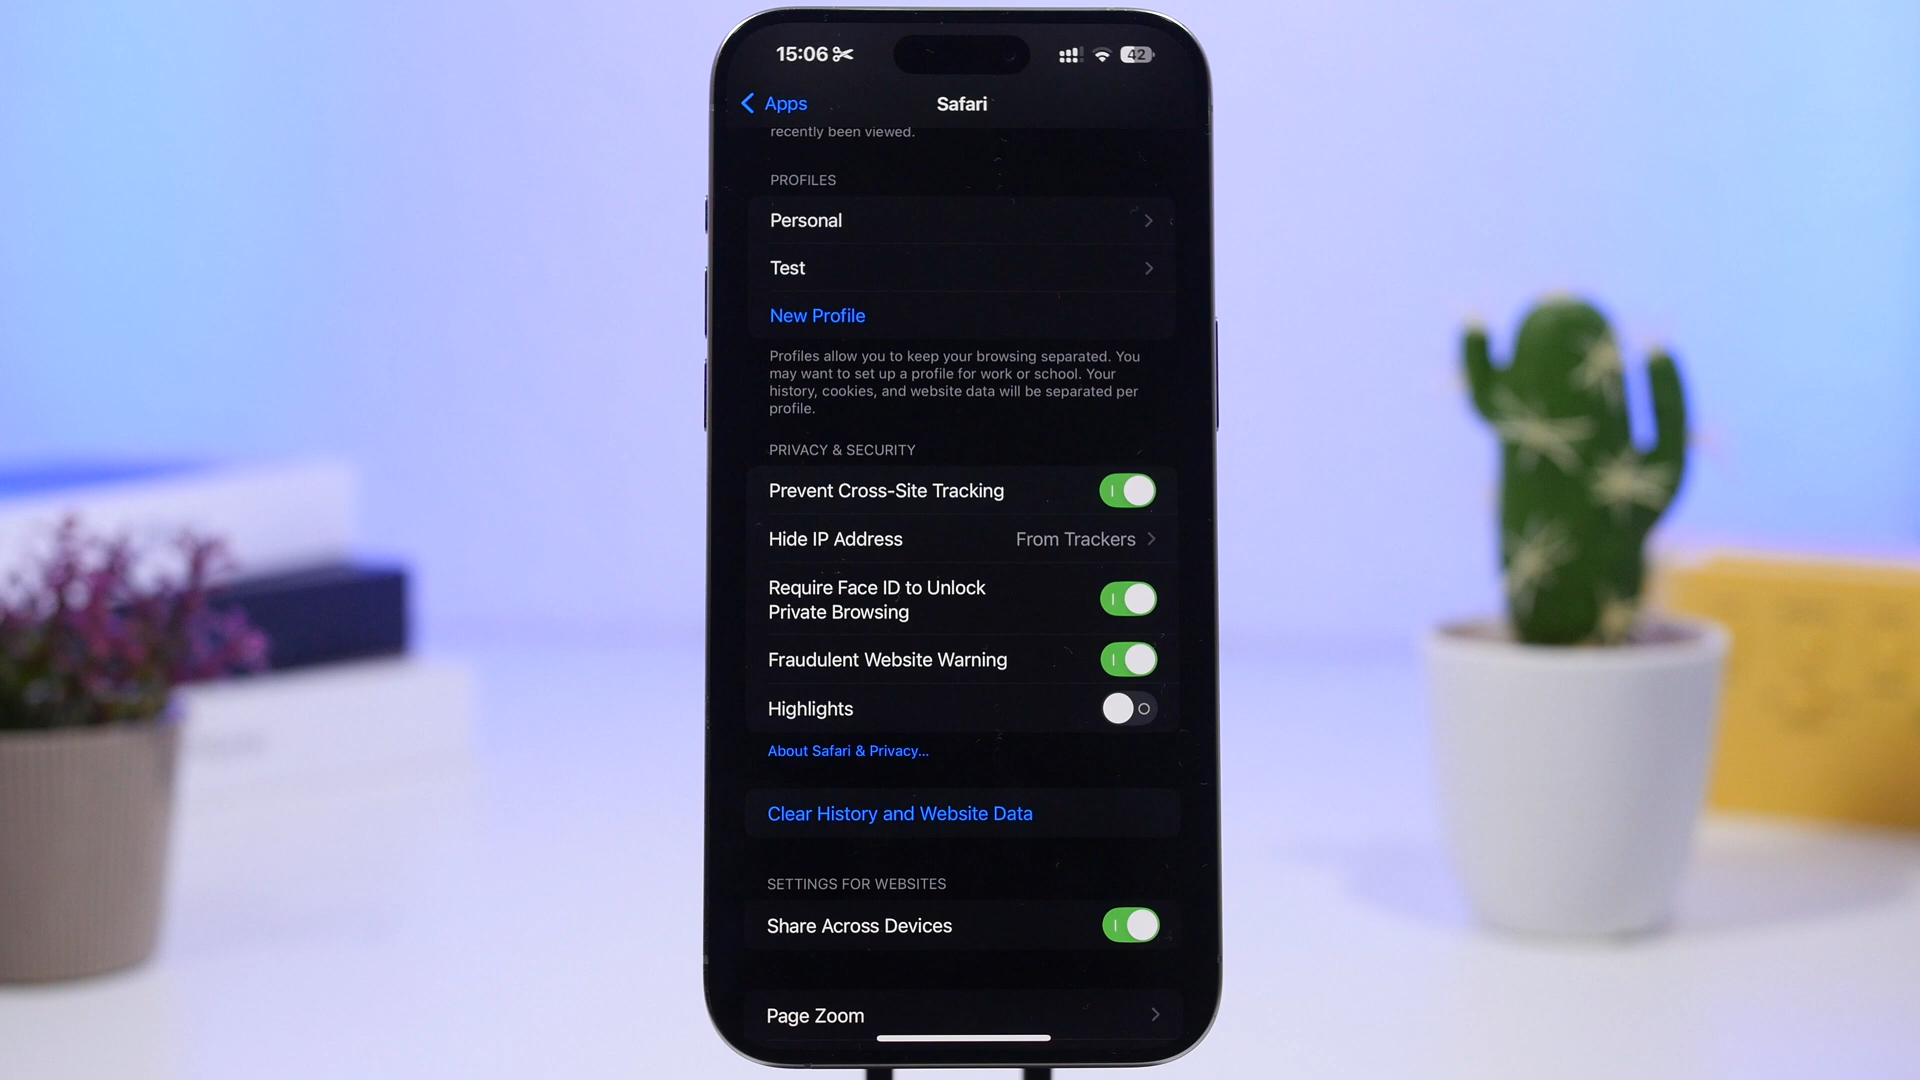 15:06
42
Apps
Safari
recently been viewed.
PROFILES
Personal
Test
New Profile
Profiles allow you to keep your browsing separated. You
may want to set up a profile for work or school. Your
history, cookies, and website data will be separated per
profile.
PRIVACY & SECURITY
Prevent Cross-Site Tracking
Hide IP Address From Trackers
Require Face ID to Unlock
Private Browsing
Fraudulent Website Warning
Highlights
About Safari & Privacy...
Clear History and Website Data
SETTINGS FOR WEBSITES
Share Across Devices
Page Zoom